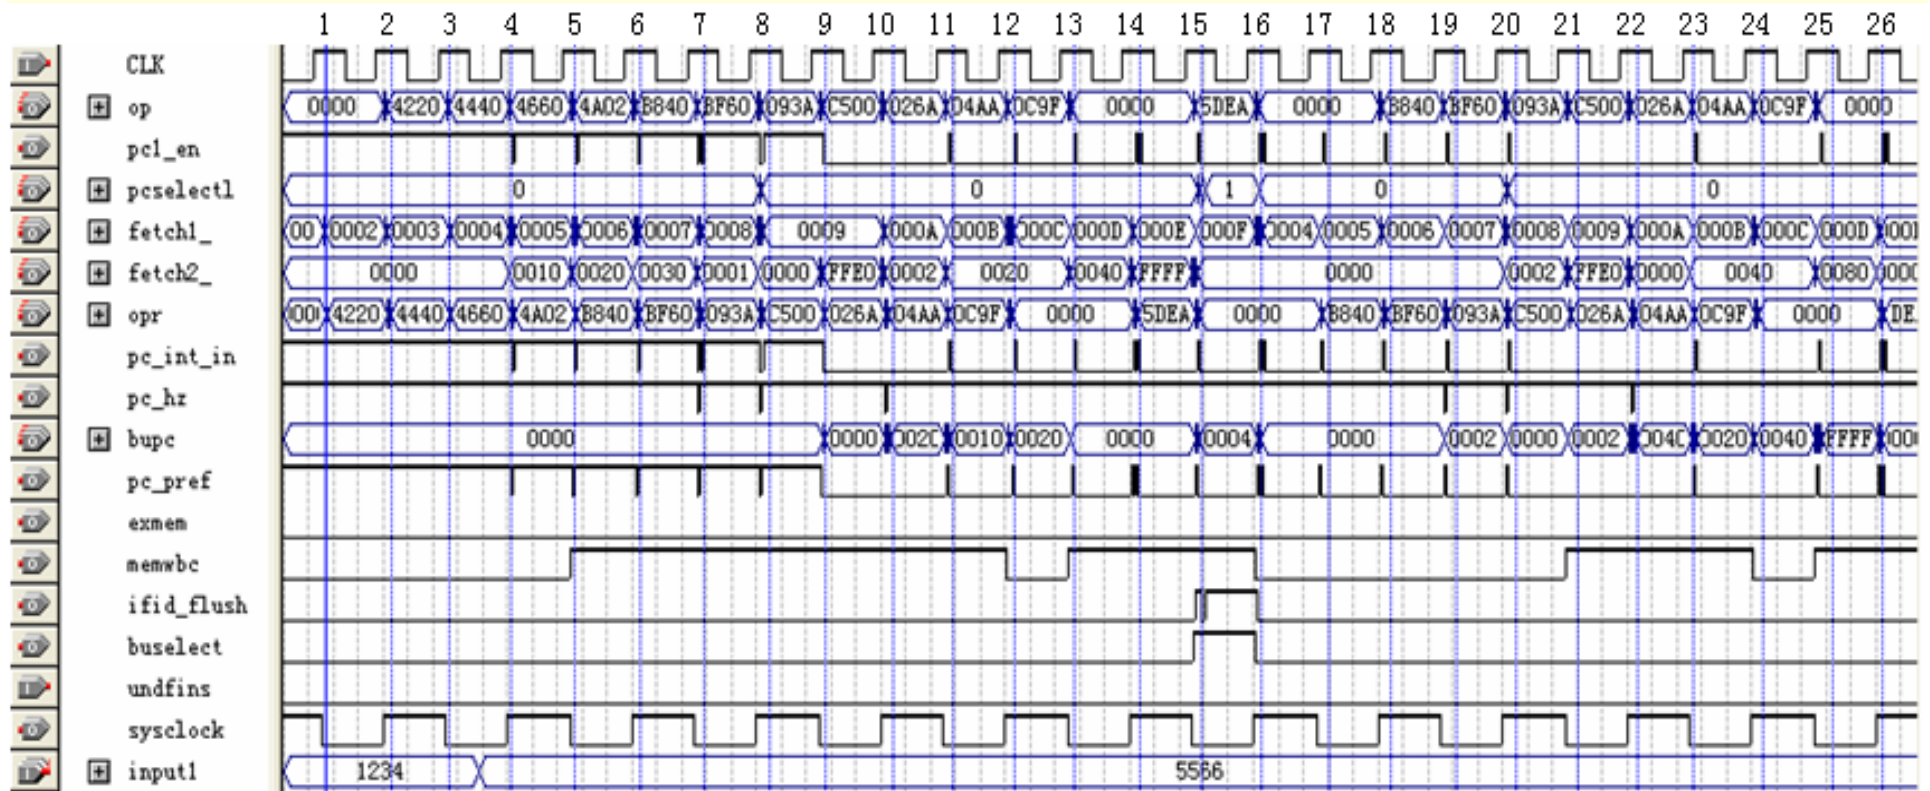 1 2 3 4 5 6 7 8 9 10 11 12 13 14 15 16 17 18 19 20 21 22 23 24 25 26
CLK
op 0000 4220 4440 4660 4A02 B840 BF60 093A C500 026A 04AA 0C9F 0000 5DEA 0000 B840 BF60 093A C500 026A 04AA 0C9F 0000
pc1_en
pcselect1 0 0 1 0 0
fetch1_ 00 0002 0003 0004 0005 0006 0007 0008 0009 000A 000B 000C 000D 000E 000F 0004 0005 0006 0007 0008 0009 000A 000B 000C 000D
fetch2_ 0000 0010 0020 0030 0001 0000 FFE0 0002 0020 0040 FFFF 0000 0002 FFE0 0000 0040 0080 000
opr 000 4220 4440 4660 4A02 B840 BF60 093A C500 026A 04AA 0C9F 0000 5DEA 0000 B840 BF60 093A C500 026A 04AA 0C9F 0000 DE
pc_int_in
pc_hz
bupc 0000 0000 0020 0010 0020 0000 0004 0000 0002 0000 0002 0040 0020 0040 FFFF 00
pc_pref
exmem
memwbc
ifid_flush
buselect
undfins
sysclock
input1 1234 5566